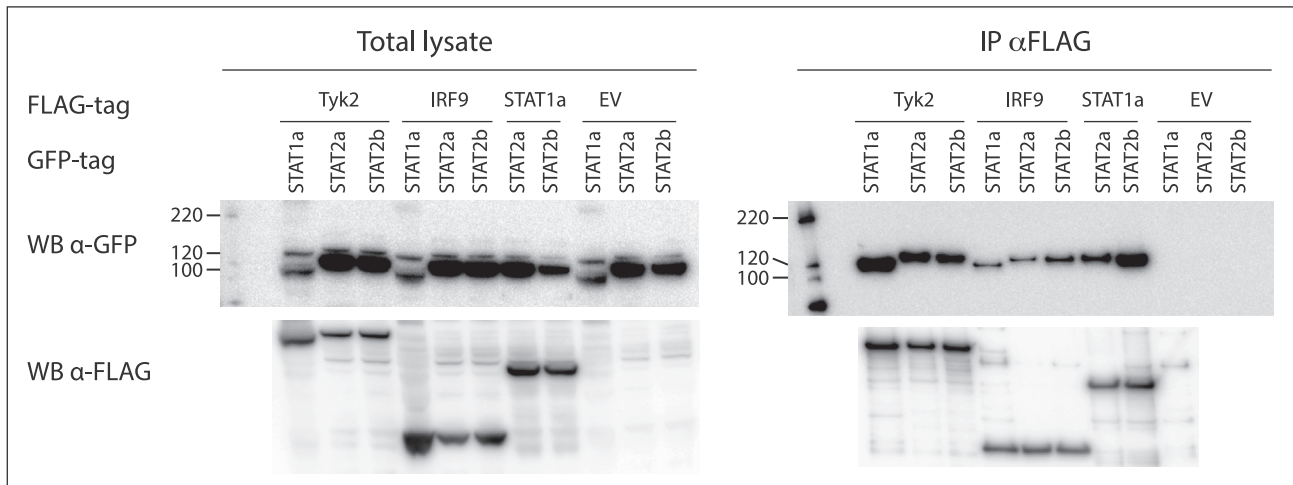 Total lysate IP αFLAG
FLAG-tag Tyk2 IRF9 STAT1a EV Tyk2 IRF9 STAT1a EV
GFP-tag STAT1a STAT2a STAT2b STAT1a STAT2a STAT2b STAT2a STAT2b STAT1a STAT2a STAT2b STAT1a STAT2a STAT2b STAT1a STAT2a STAT2b STAT2a STAT2b STAT1a STAT2a STAT2b
220 220
WB α-GFP 120 120
100 100
WB α-FLAG